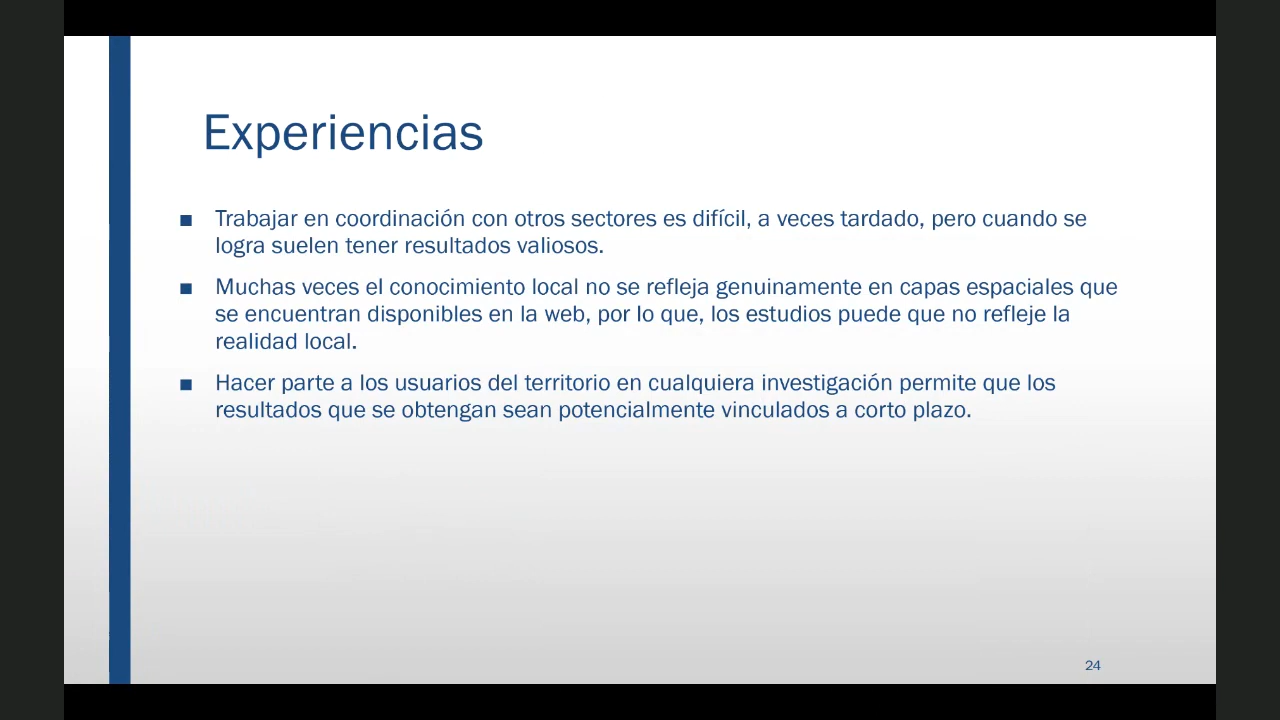 Experiencias
■ Trabajar en coordinación con otros sectores es difícil, a veces tardado, pero cuando se
logra suelen tener resultados valiosos.
■ Muchas veces el conocimiento local no se refleja genuinamente en capas espaciales que
se encuentran disponibles en la web, por lo que, los estudios puede que no refleje la
realidad local.
■ Hacer parte a los usuarios del territorio en cualquiera investigación permite que los
resultados que se obtengan sean potencialmente vinculados a corto plazo.
24